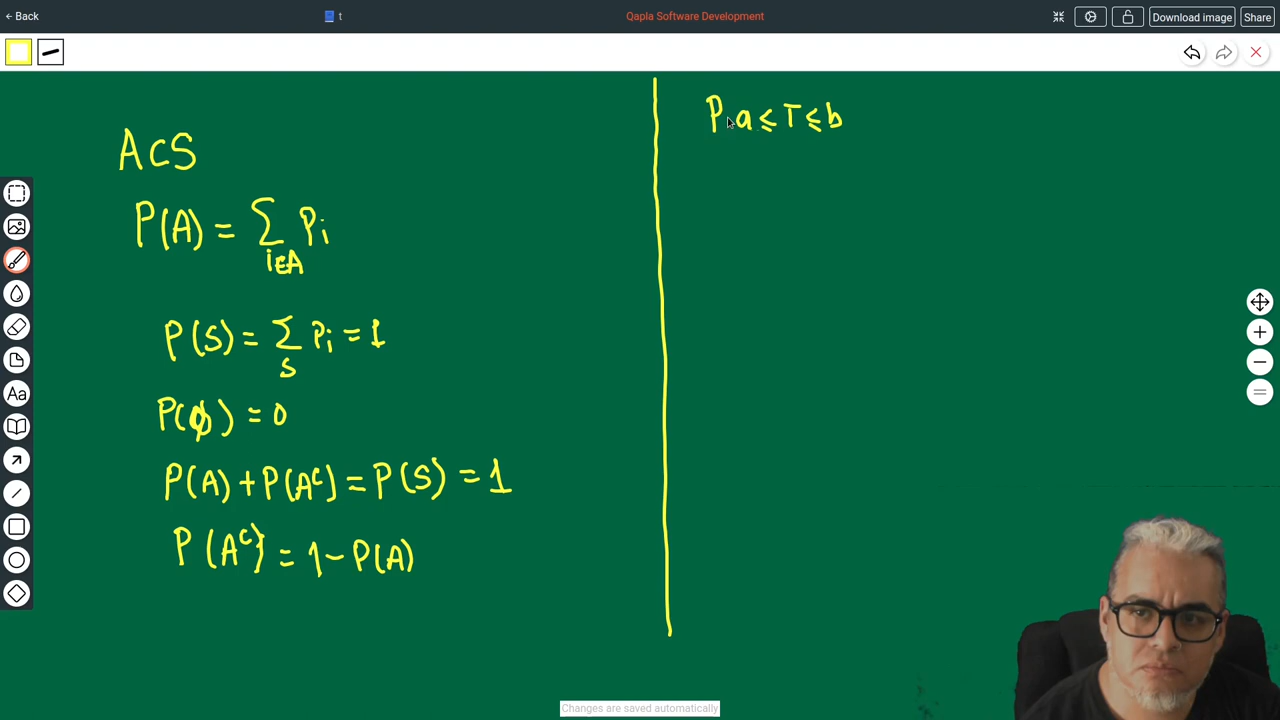 Back
t
Qapla Software Development
Download image
Share
ACS
P(A) = ∑ Pi
i∈A
P(S) = ∑ Pi = 1
S
P(∅) = 0
P(A) + P(Aᶜ) = P(S) = 1
P(Aᶜ) = 1 - P(A)
P a ≤ T ≤ b
Aa
Changes are saved automatically